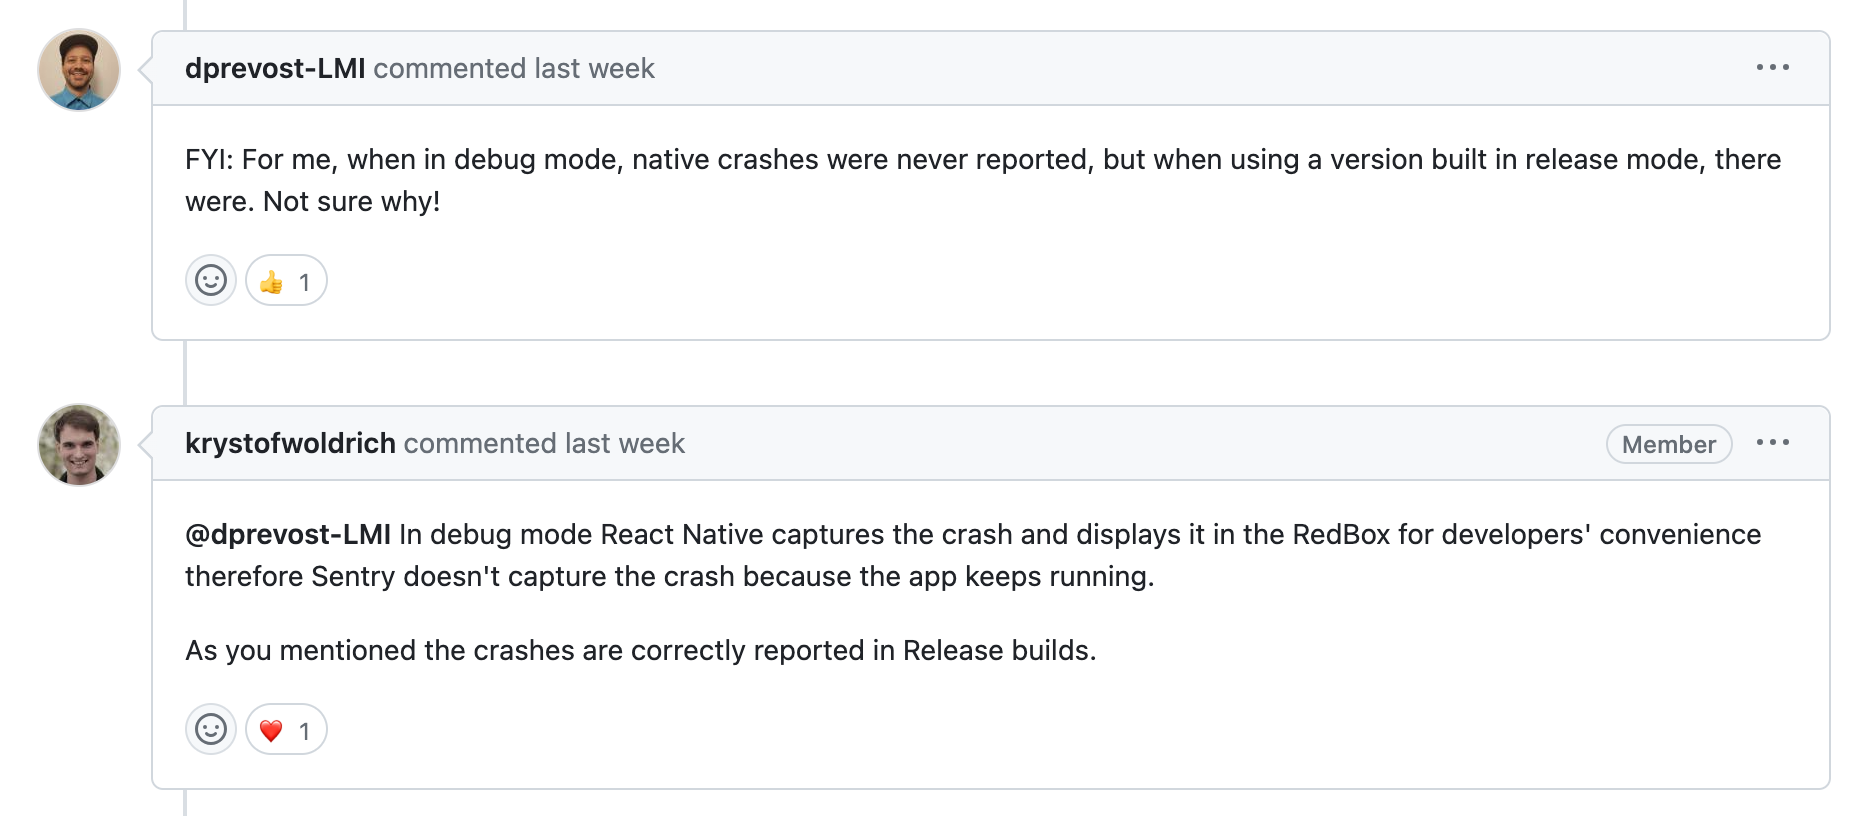 dprevost-LMI commented last week
FYI: For me, when in debug mode, native crashes were never reported, but when using a version built in release mode, there
were. Not sure why!
1
krystofwoldrich commented last week
Member
@dprevost-LMI In debug mode React Native captures the crash and displays it in the RedBox for developers' convenience
therefore Sentry doesn't capture the crash because the app keeps running.
As you mentioned the crashes are correctly reported in Release builds.
1